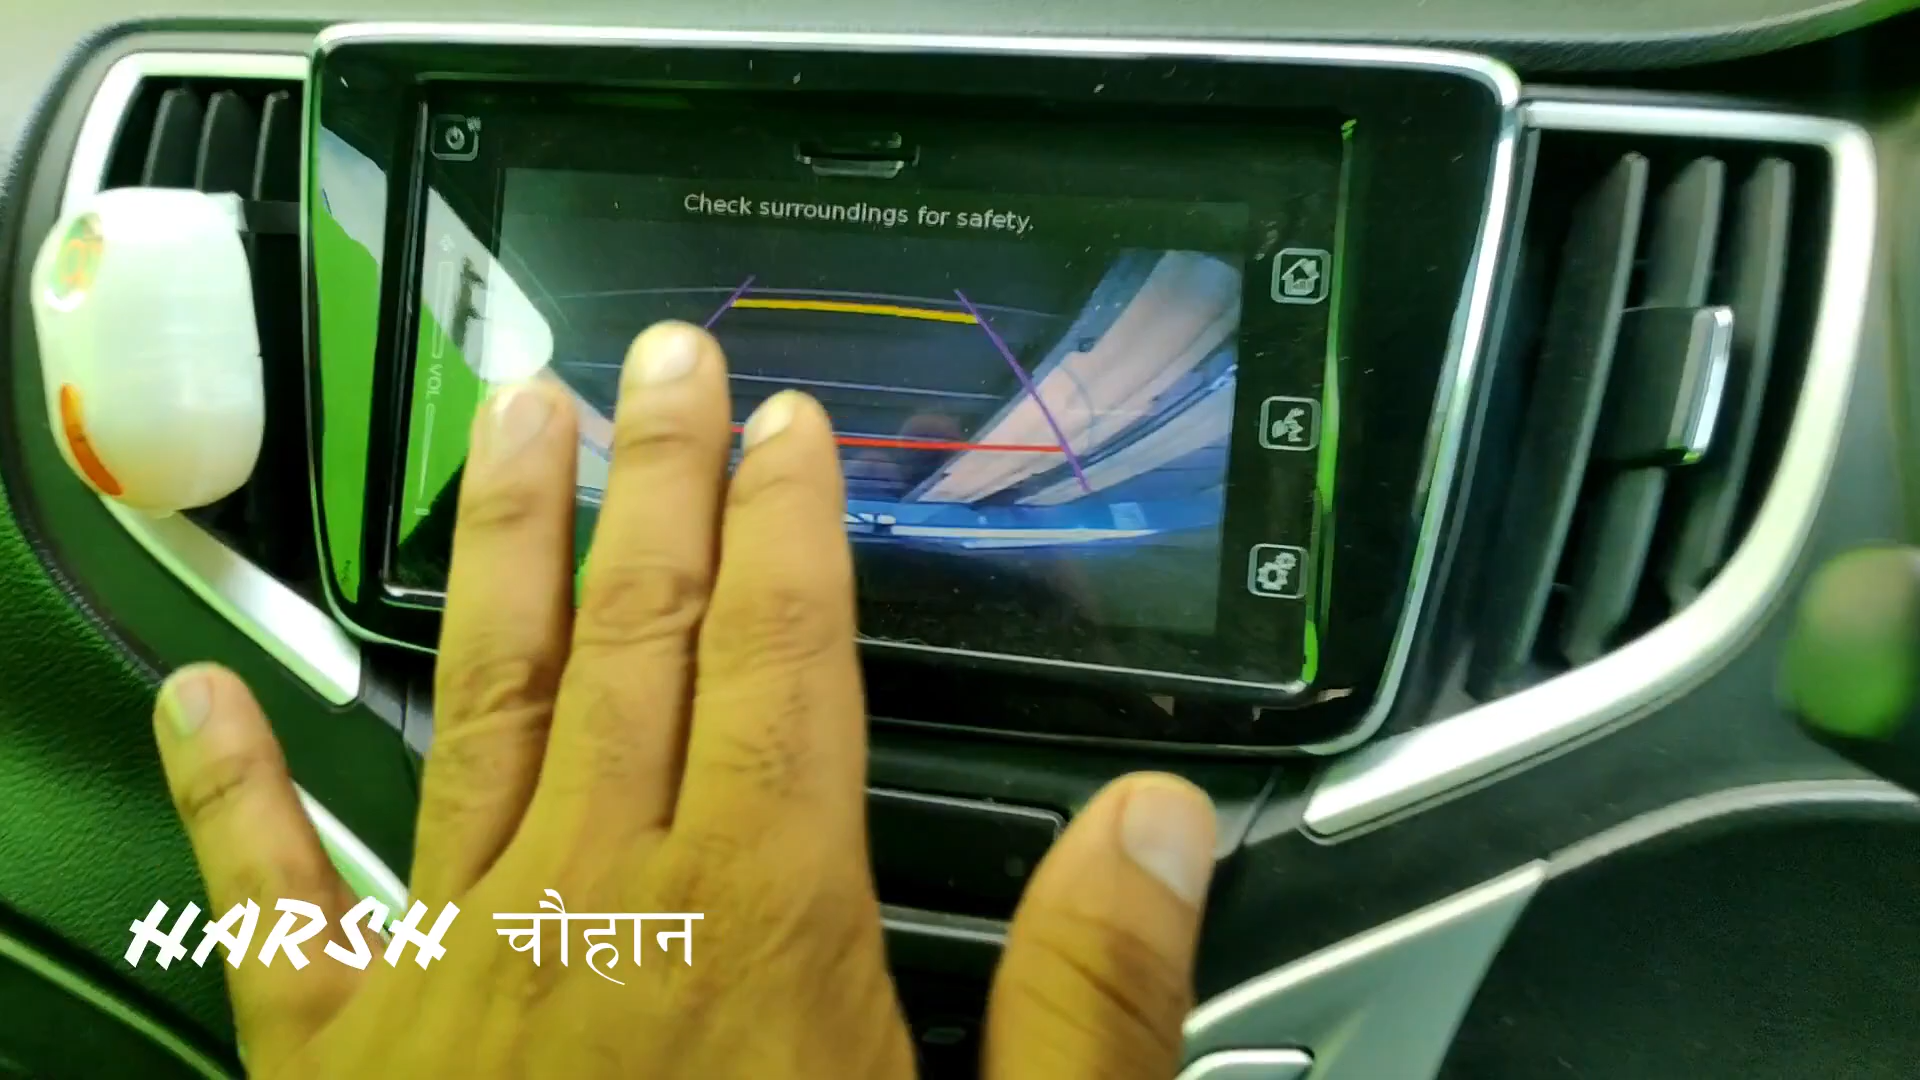 Check surroundings for safety.
VOL
HARSH चौहान